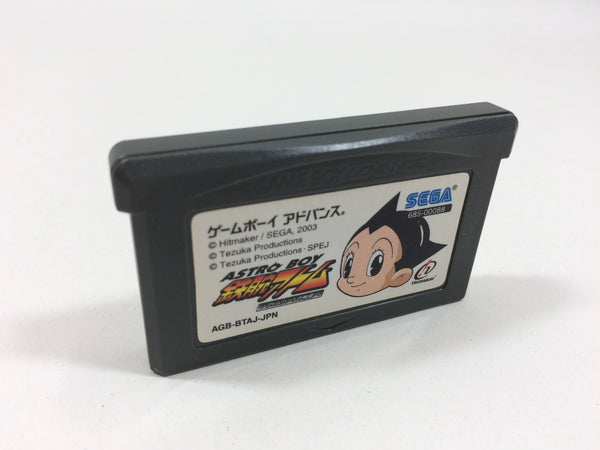 GAME BOY ADVANCE
ゲームボーイ アドバンス®
© Hitmaker / SEGA, 2003
© Tezuka Productions
© Tezuka Productions・SPEJ
SEGA®
685-00088
ASTRO BOY
鉄腕アトム
Hitmaker
AGB-BTAJ-JPN